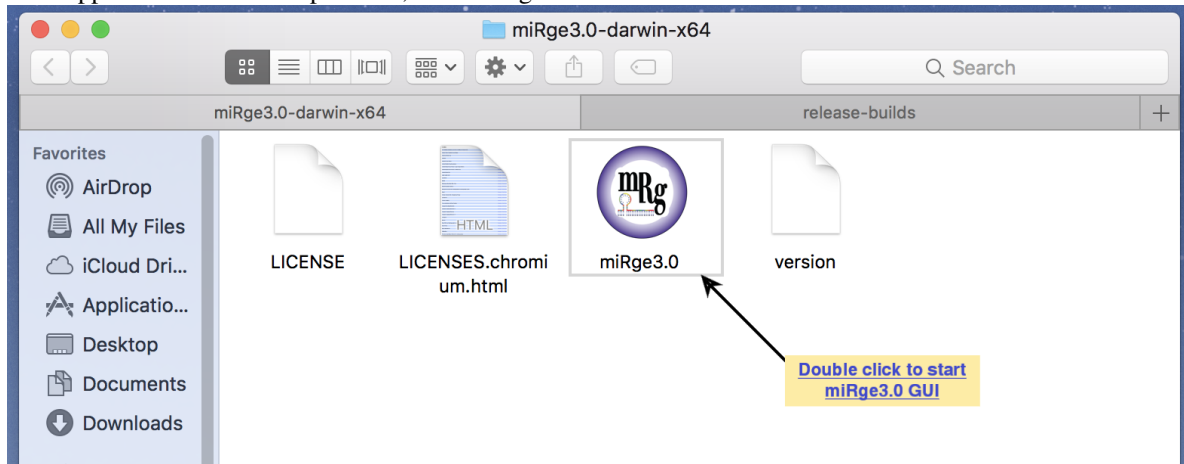 miRge3.0-darwin-x64
Search
miRge3.0-darwin-x64
release-builds
Favorites
AirDrop
All My Files
iCloud Dri...
Applicatio...
Desktop
Documents
Downloads
HTML
mRg
LICENSE
LICENSES.chromi
um.html
miRge3.0
version
Double click to start
miRge3.0 GUI